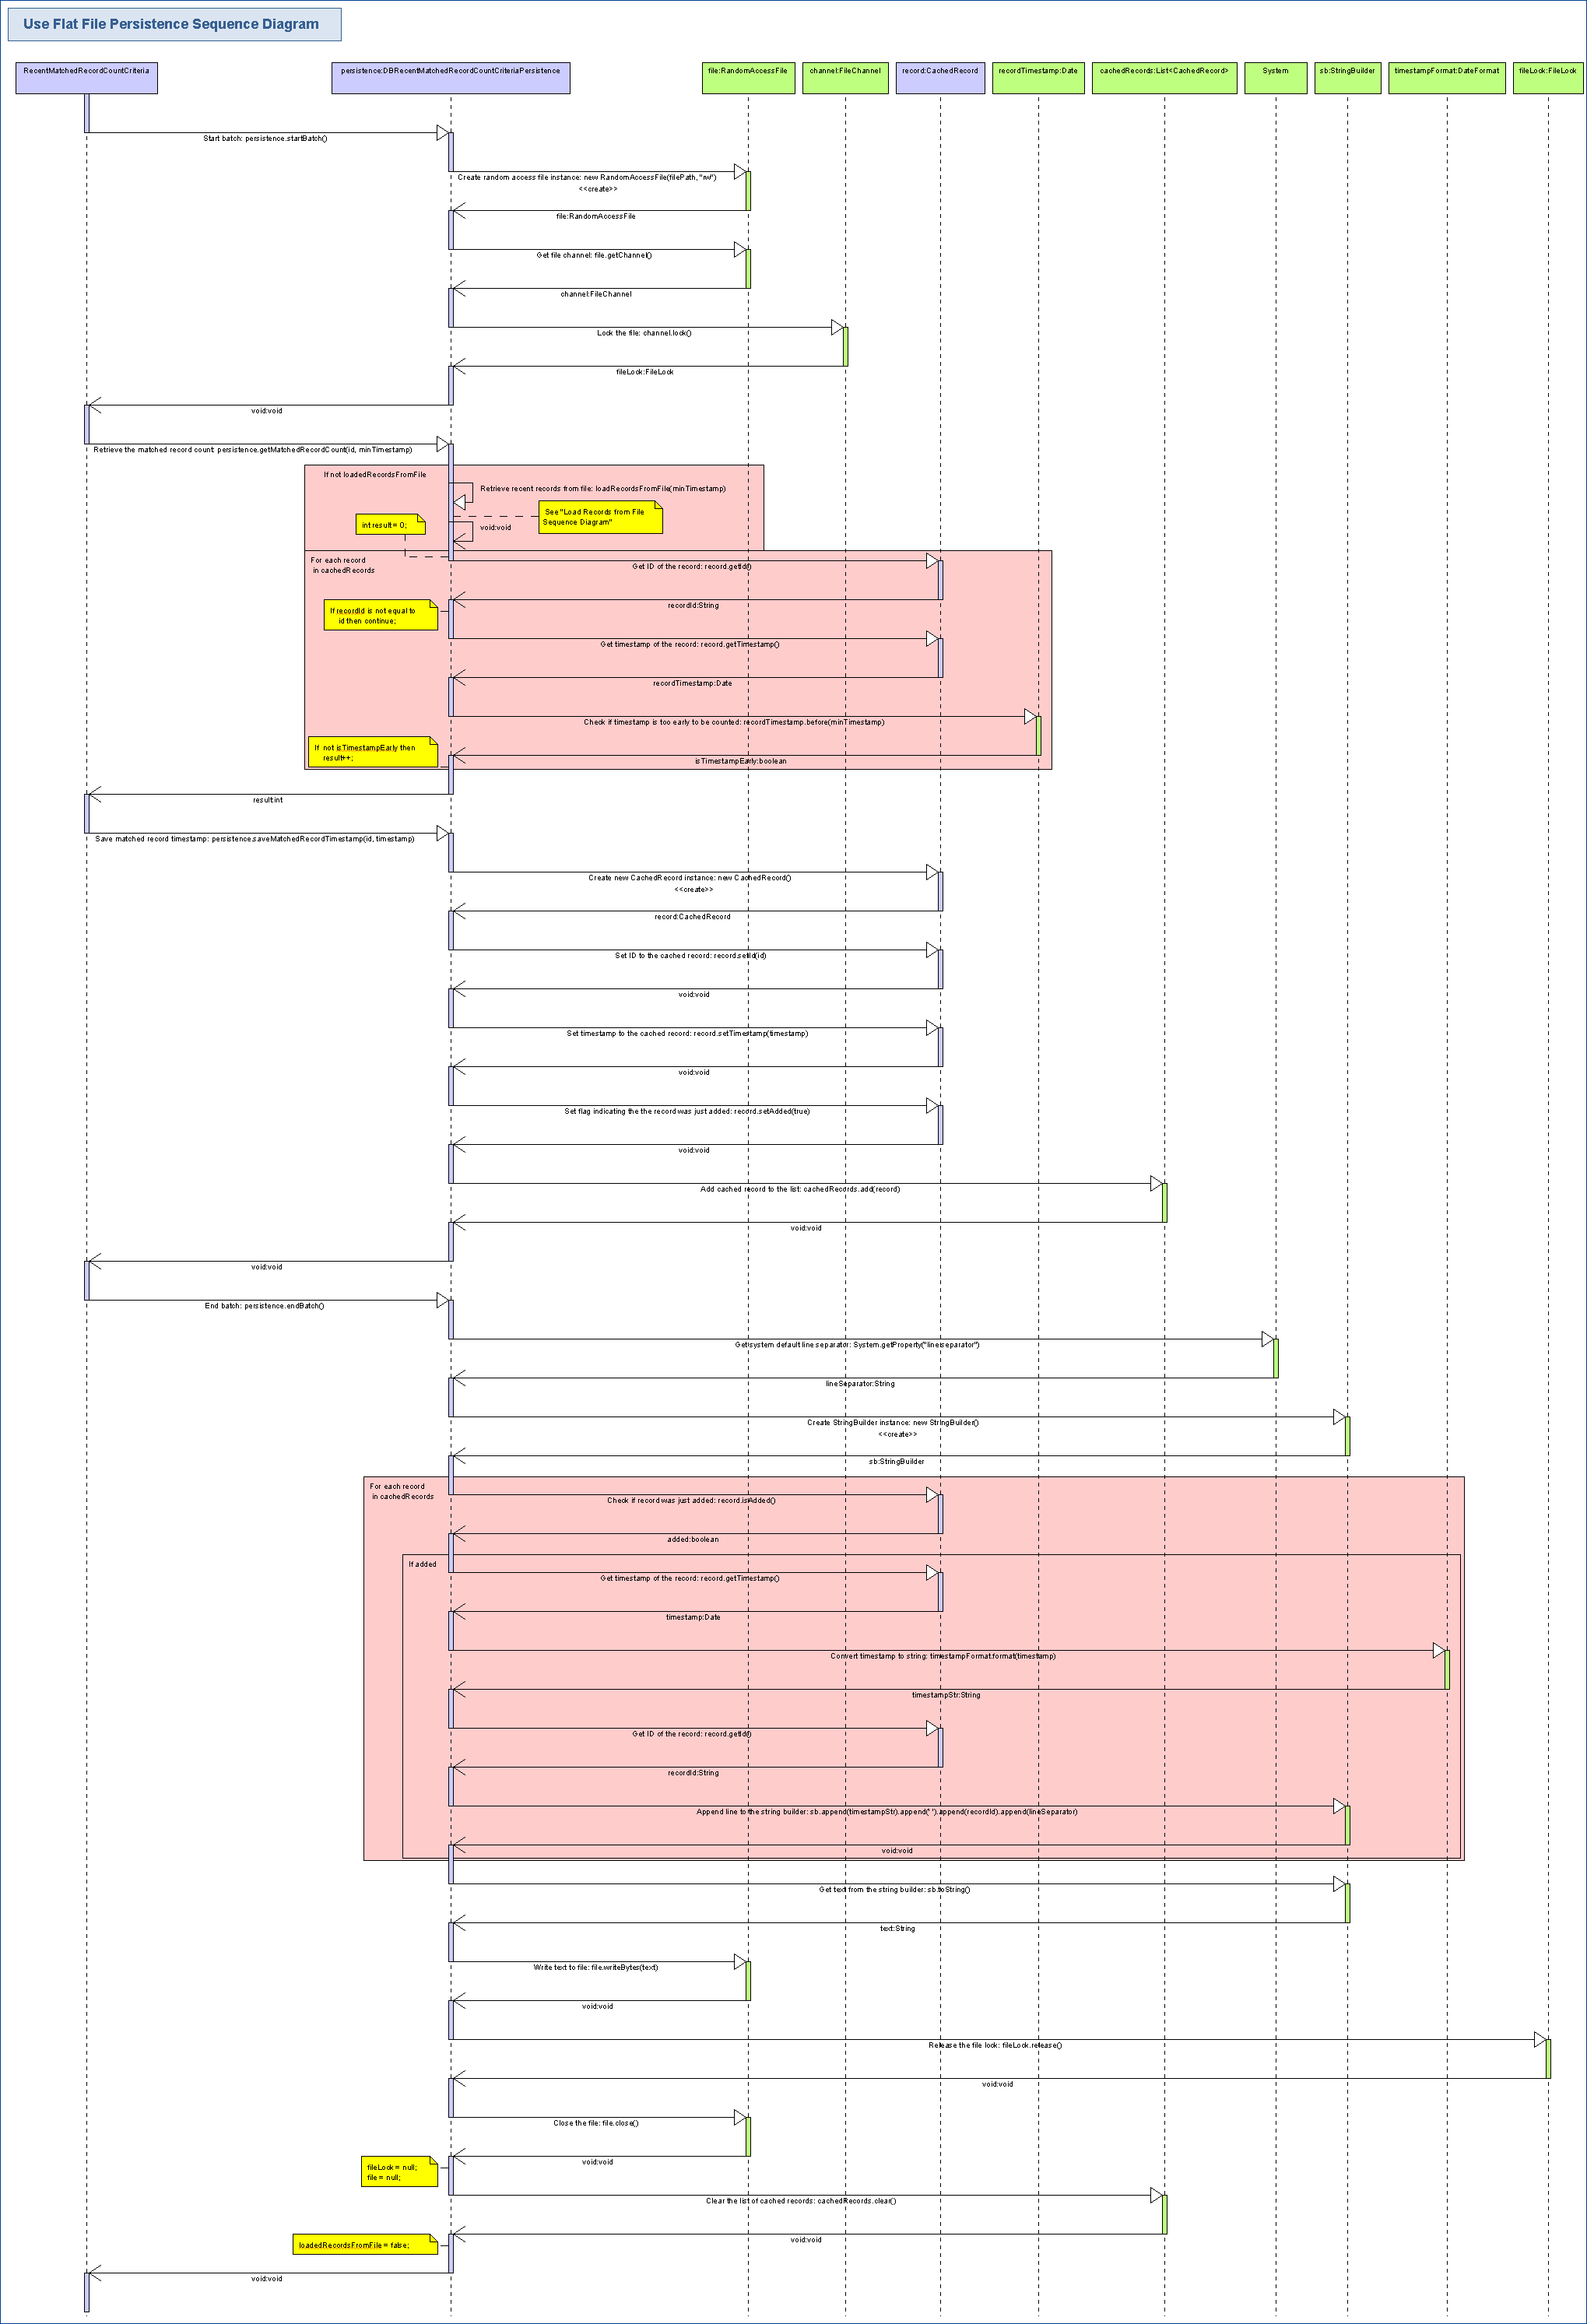 Use Flat File Persistence Sequence Diagram
RecentMatchedRecordCountCriteria
persistence:DBRecentMatchedRecordCountCriteriaPersistence
file:RandomAccessFile
channel:FileChannel
record:CachedRecord
recordTimestamp:Date
cachedRecords:List<CachedRecord>
System
sb:StringBuilder
timestampFormat:DateFormat
fileLock:FileLock
Start batch: persistence.startBatch()
Create random access file instance: new RandomAccessFile(filePath, "rw")
<<create>>
file:RandomAccessFile
Get file channel: file.getChannel()
channel:FileChannel
Lock the file: channel.lock()
fileLock:FileLock
void:void
Retrieve the matched record count: persistence.getMatchedRecordCount(id, minTimestamp)
If not loadedRecordsFromFile
Retrieve recent records from file: loadRecordsFromFile(minTimestamp)
See "Load Records from File
Sequence Diagram"
int result = 0;
void:void
For each record
in cachedRecords
Get ID of the record: record.getId()
recordId:String
If recordId is not equal to
id then continue;
Get timestamp of the record: record.getTimestamp()
recordTimestamp:Date
Check if timestamp is too early to be counted: recordTimestamp.before(minTimestamp)
If not isTimestampEarly then
result++;
isTimestampEarly:boolean
result:int
Save matched record timestamp: persistence.saveMatchedRecordTimestamp(id, timestamp)
Create new CachedRecord instance: new CachedRecord()
<<create>>
record:CachedRecord
Set ID to the cached record: record.setId(id)
void:void
Set timestamp to the cached record: record.setTimestamp(timestamp)
void:void
Set flag indicating the the record was just added: record.setAdded(true)
void:void
Add cached record to the list: cachedRecords.add(record)
void:void
void:void
End batch: persistence.endBatch()
Get system default line separator: System.getProperty("line.separator")
lineSeparator:String
Create StringBuilder instance: new StringBuilder()
<<create>>
sb:StringBuilder
For each record
in cachedRecords
Check if record was just added: record.isAdded()
added:boolean
If added
Get timestamp of the record: record.getTimestamp()
timestamp:Date
Convert timestamp to string: timestampFormat.format(timestamp)
timestampStr:String
Get ID of the record: record.getId()
recordId:String
Append line to the string builder: sb.append(timestampStr).append(' ').append(recordId).append(lineSeparator)
void:void
Get text from the string builder: sb.toString()
text:String
Write text to file: file.writeBytes(text)
void:void
Release the file lock: fileLock.release()
void:void
Close the file: file.close()
void:void
fileLock = null;
file = null;
Clear the list of cached records: cachedRecords.clear()
void:void
loadedRecordsFromFile = false;
void:void